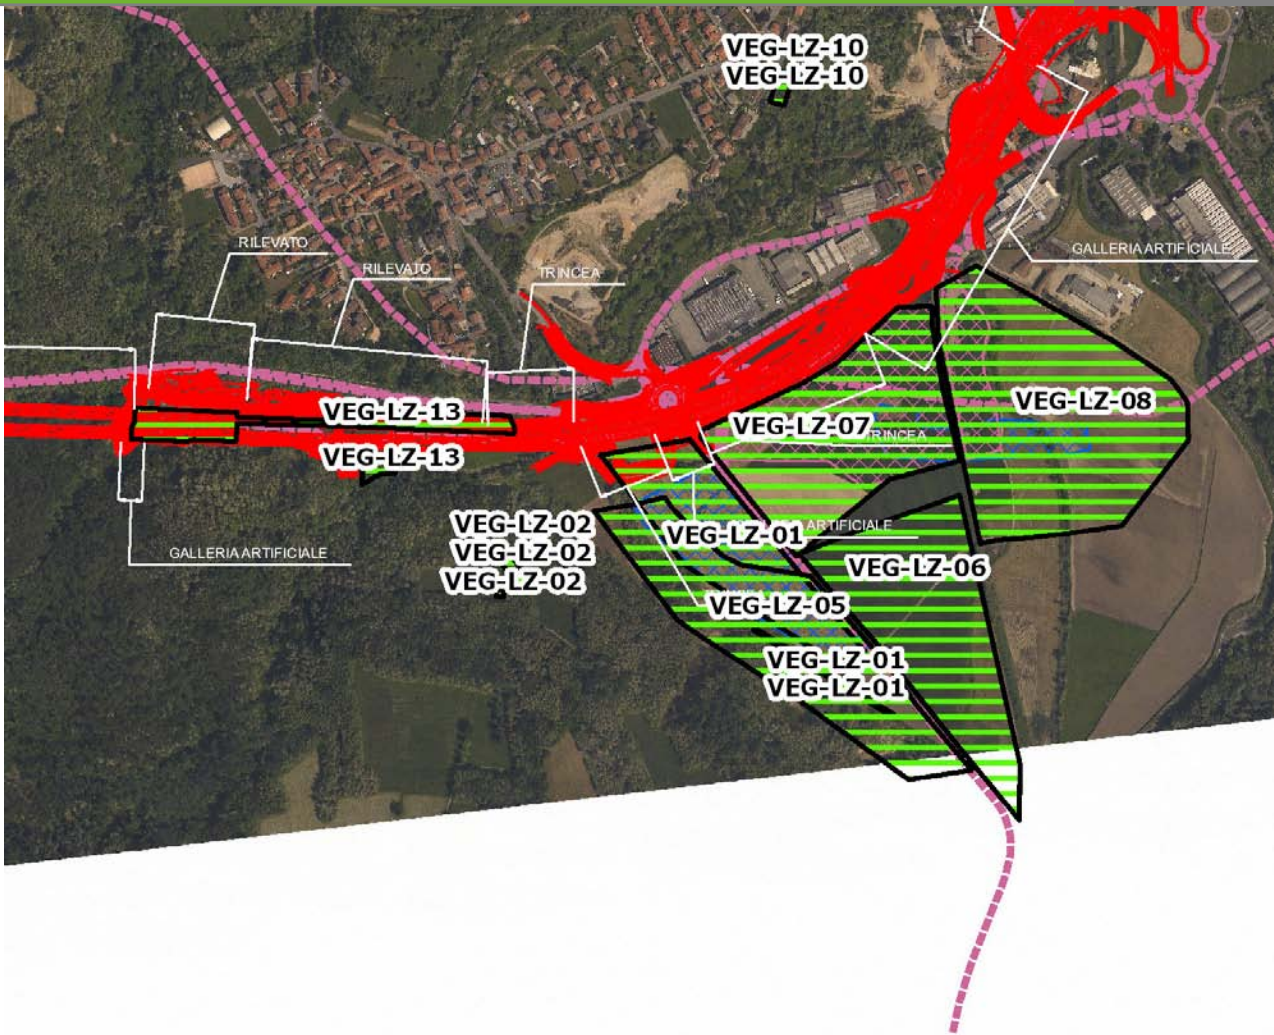 VEG-LZ-10
VEG-LZ-10
RILEVATO
RILEVATO
TRINCEA
GALLERIA ARTIFICIALE
VEG-LZ-08
VEG-LZ-13
VEG-LZ-07
TRINCEA
VEG-LZ-13
VEG-LZ-02
VEG-LZ-02
VEG-LZ-02
VEG-LZ-01
ARTIFICIALE
GALLERIA ARTIFICIALE
VEG-LZ-06
VEG-LZ-05
VEG-LZ-01
VEG-LZ-01